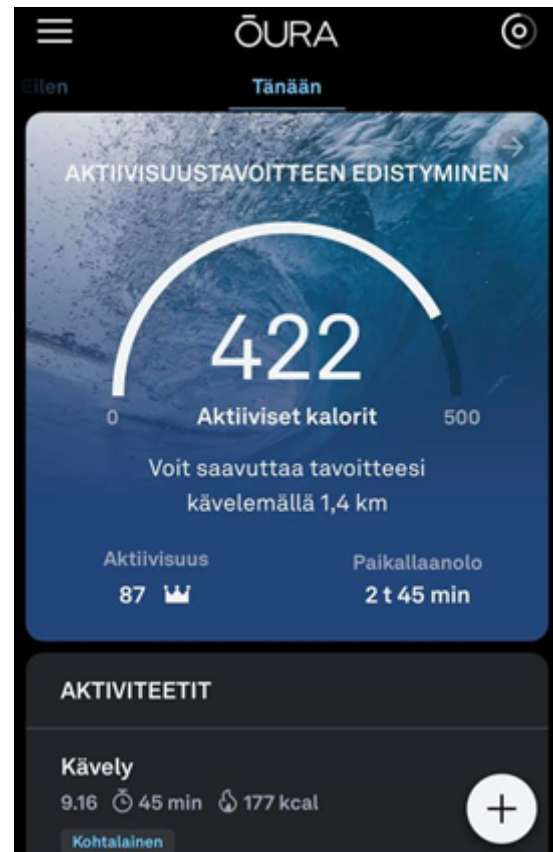 ŌURA
Eilen Tänään
AKTIIVISUUSTAVOITTEEN EDISTYMINEN
422
0 Aktiiviset kalorit 500
Voit saavuttaa tavoitteesi
kävelemällä 1,4 km
Aktiivisuus Paikallaanolo
87 2 t 45 min
AKTIVITEETIT
Kävely
9.16 45 min 177 kcal
Kohtalainen